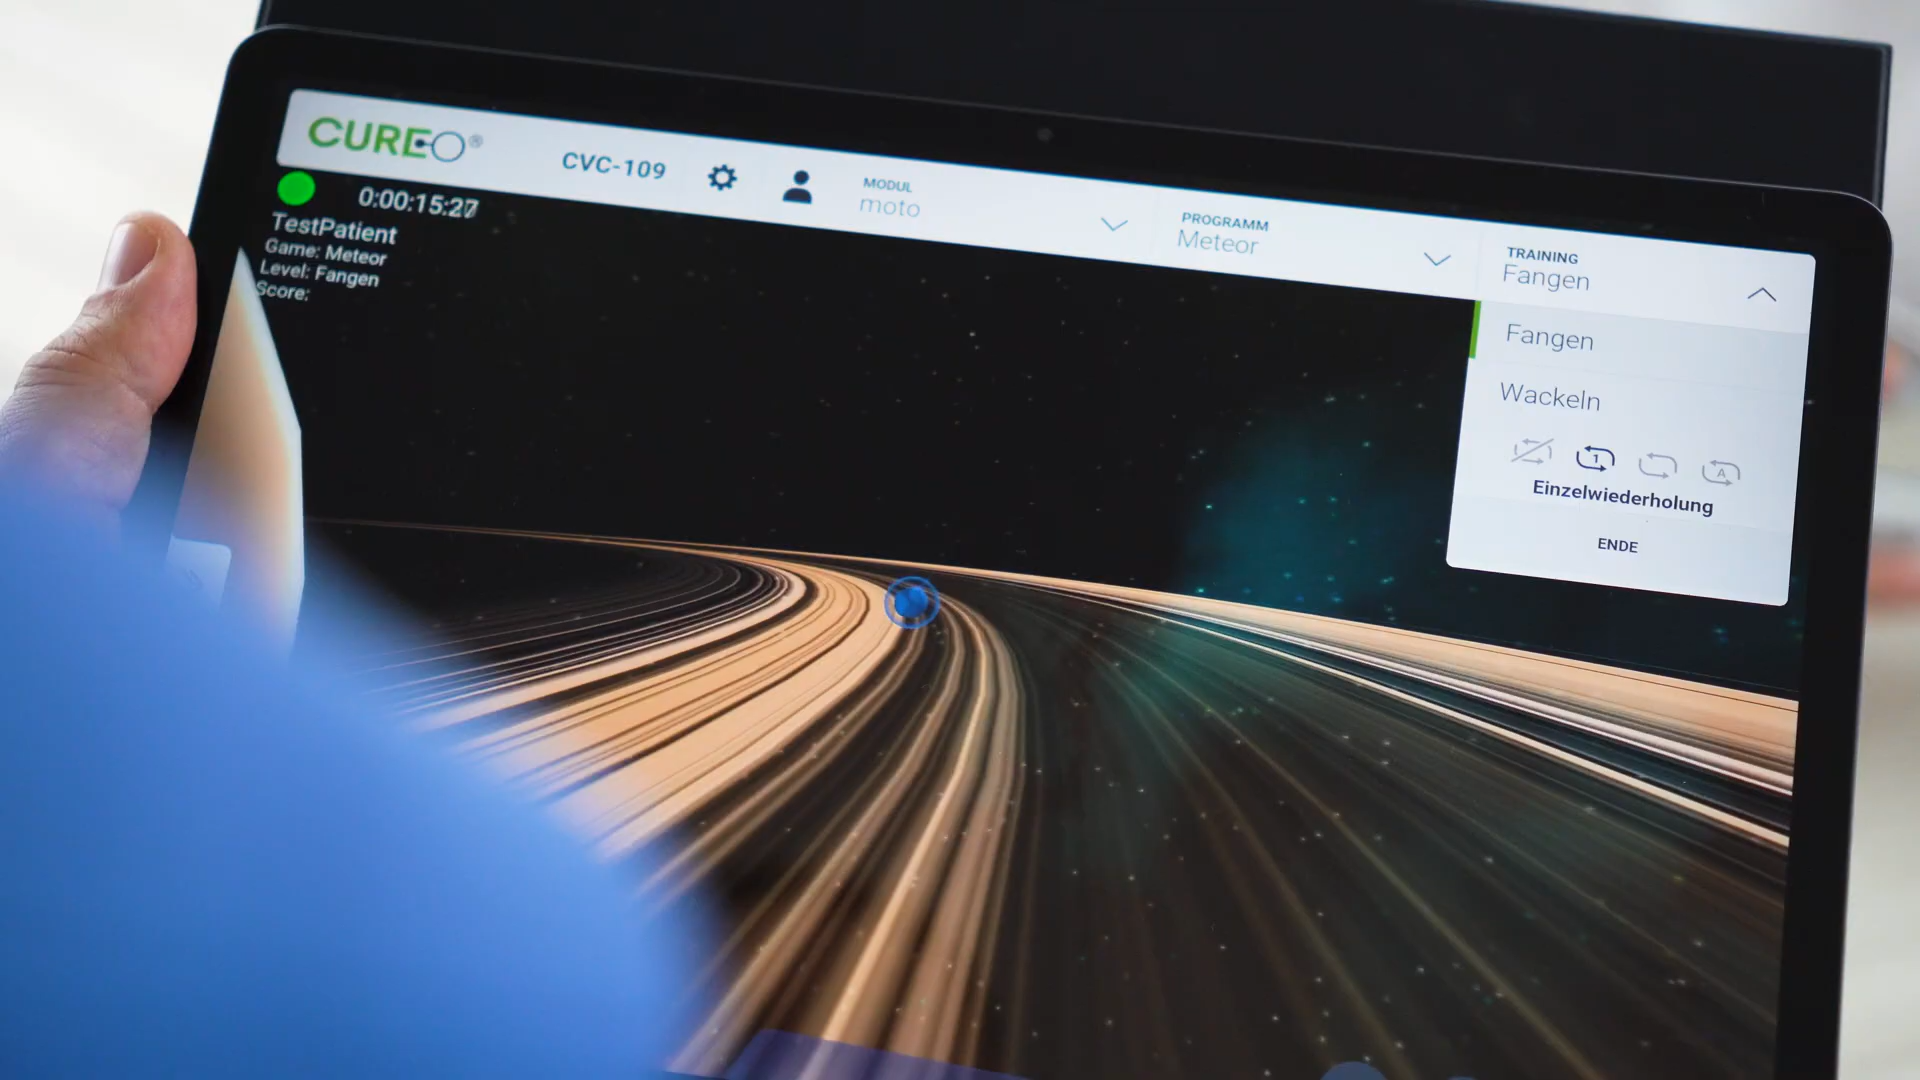 CUREO®
CVC-109
MODUL
moto
PROGRAMM
Meteor
TRAINING
Fangen
0:00:15:27
TestPatient
Game: Meteor
Level: Fangen
Score:
Fangen
Wackeln
1
A
Einzelwiederholung
ENDE